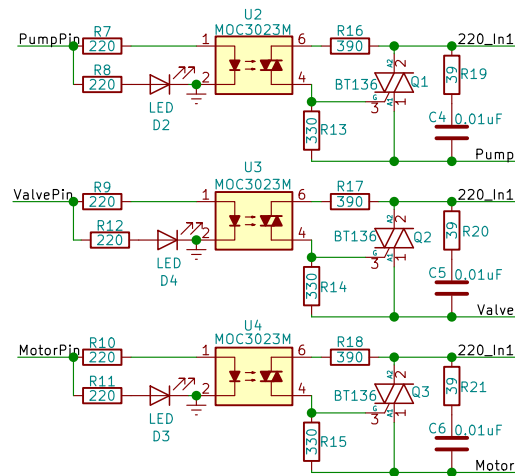 U2
MOC3023M
PumpPin R7 220 1 6 R16 390 220_In1
R8 220 2 4 A2 2 39 R19
LED D2
BT136 Q1
G 3 A1 1
330 R13
C4 0.01uF
Pump
U3
MOC3023M
ValvePin R9 220 1 6 R17 390 220_In1
R12 220 2 4 A2 2 39 R20
LED D4
BT136 Q2
G 3 A1 1
330 R14
C5 0.01uF
Valve
U4
MOC3023M
MotorPin R10 220 1 6 R18 390 220_In1
R11 220 2 4 A2 2 39 R21
LED D3
BT136 Q3
G 3 A1 1
330 R15
C6 0.01uF
Motor